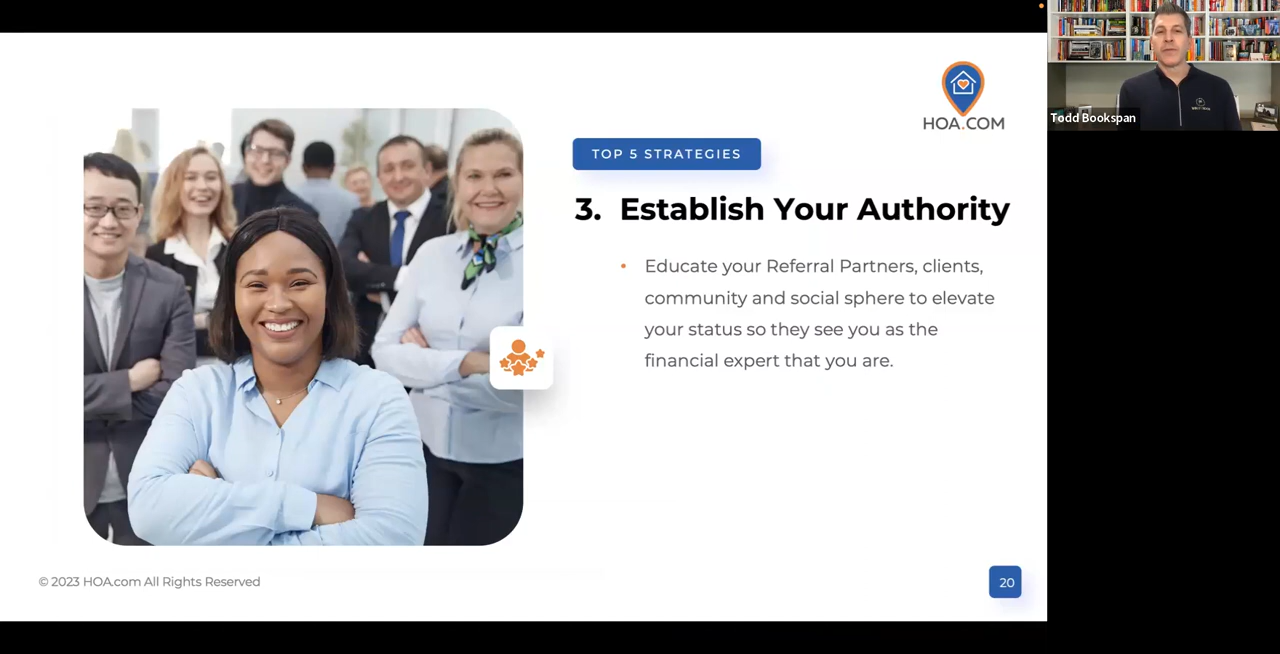 HOA.COM
Todd Bookspan
TOP 5 STRATEGIES
3. Establish Your Authority
• Educate your Referral Partners, clients,
community and social sphere to elevate
your status so they see you as the
financial expert that you are.
© 2023 HOA.com All Rights Reserved
20